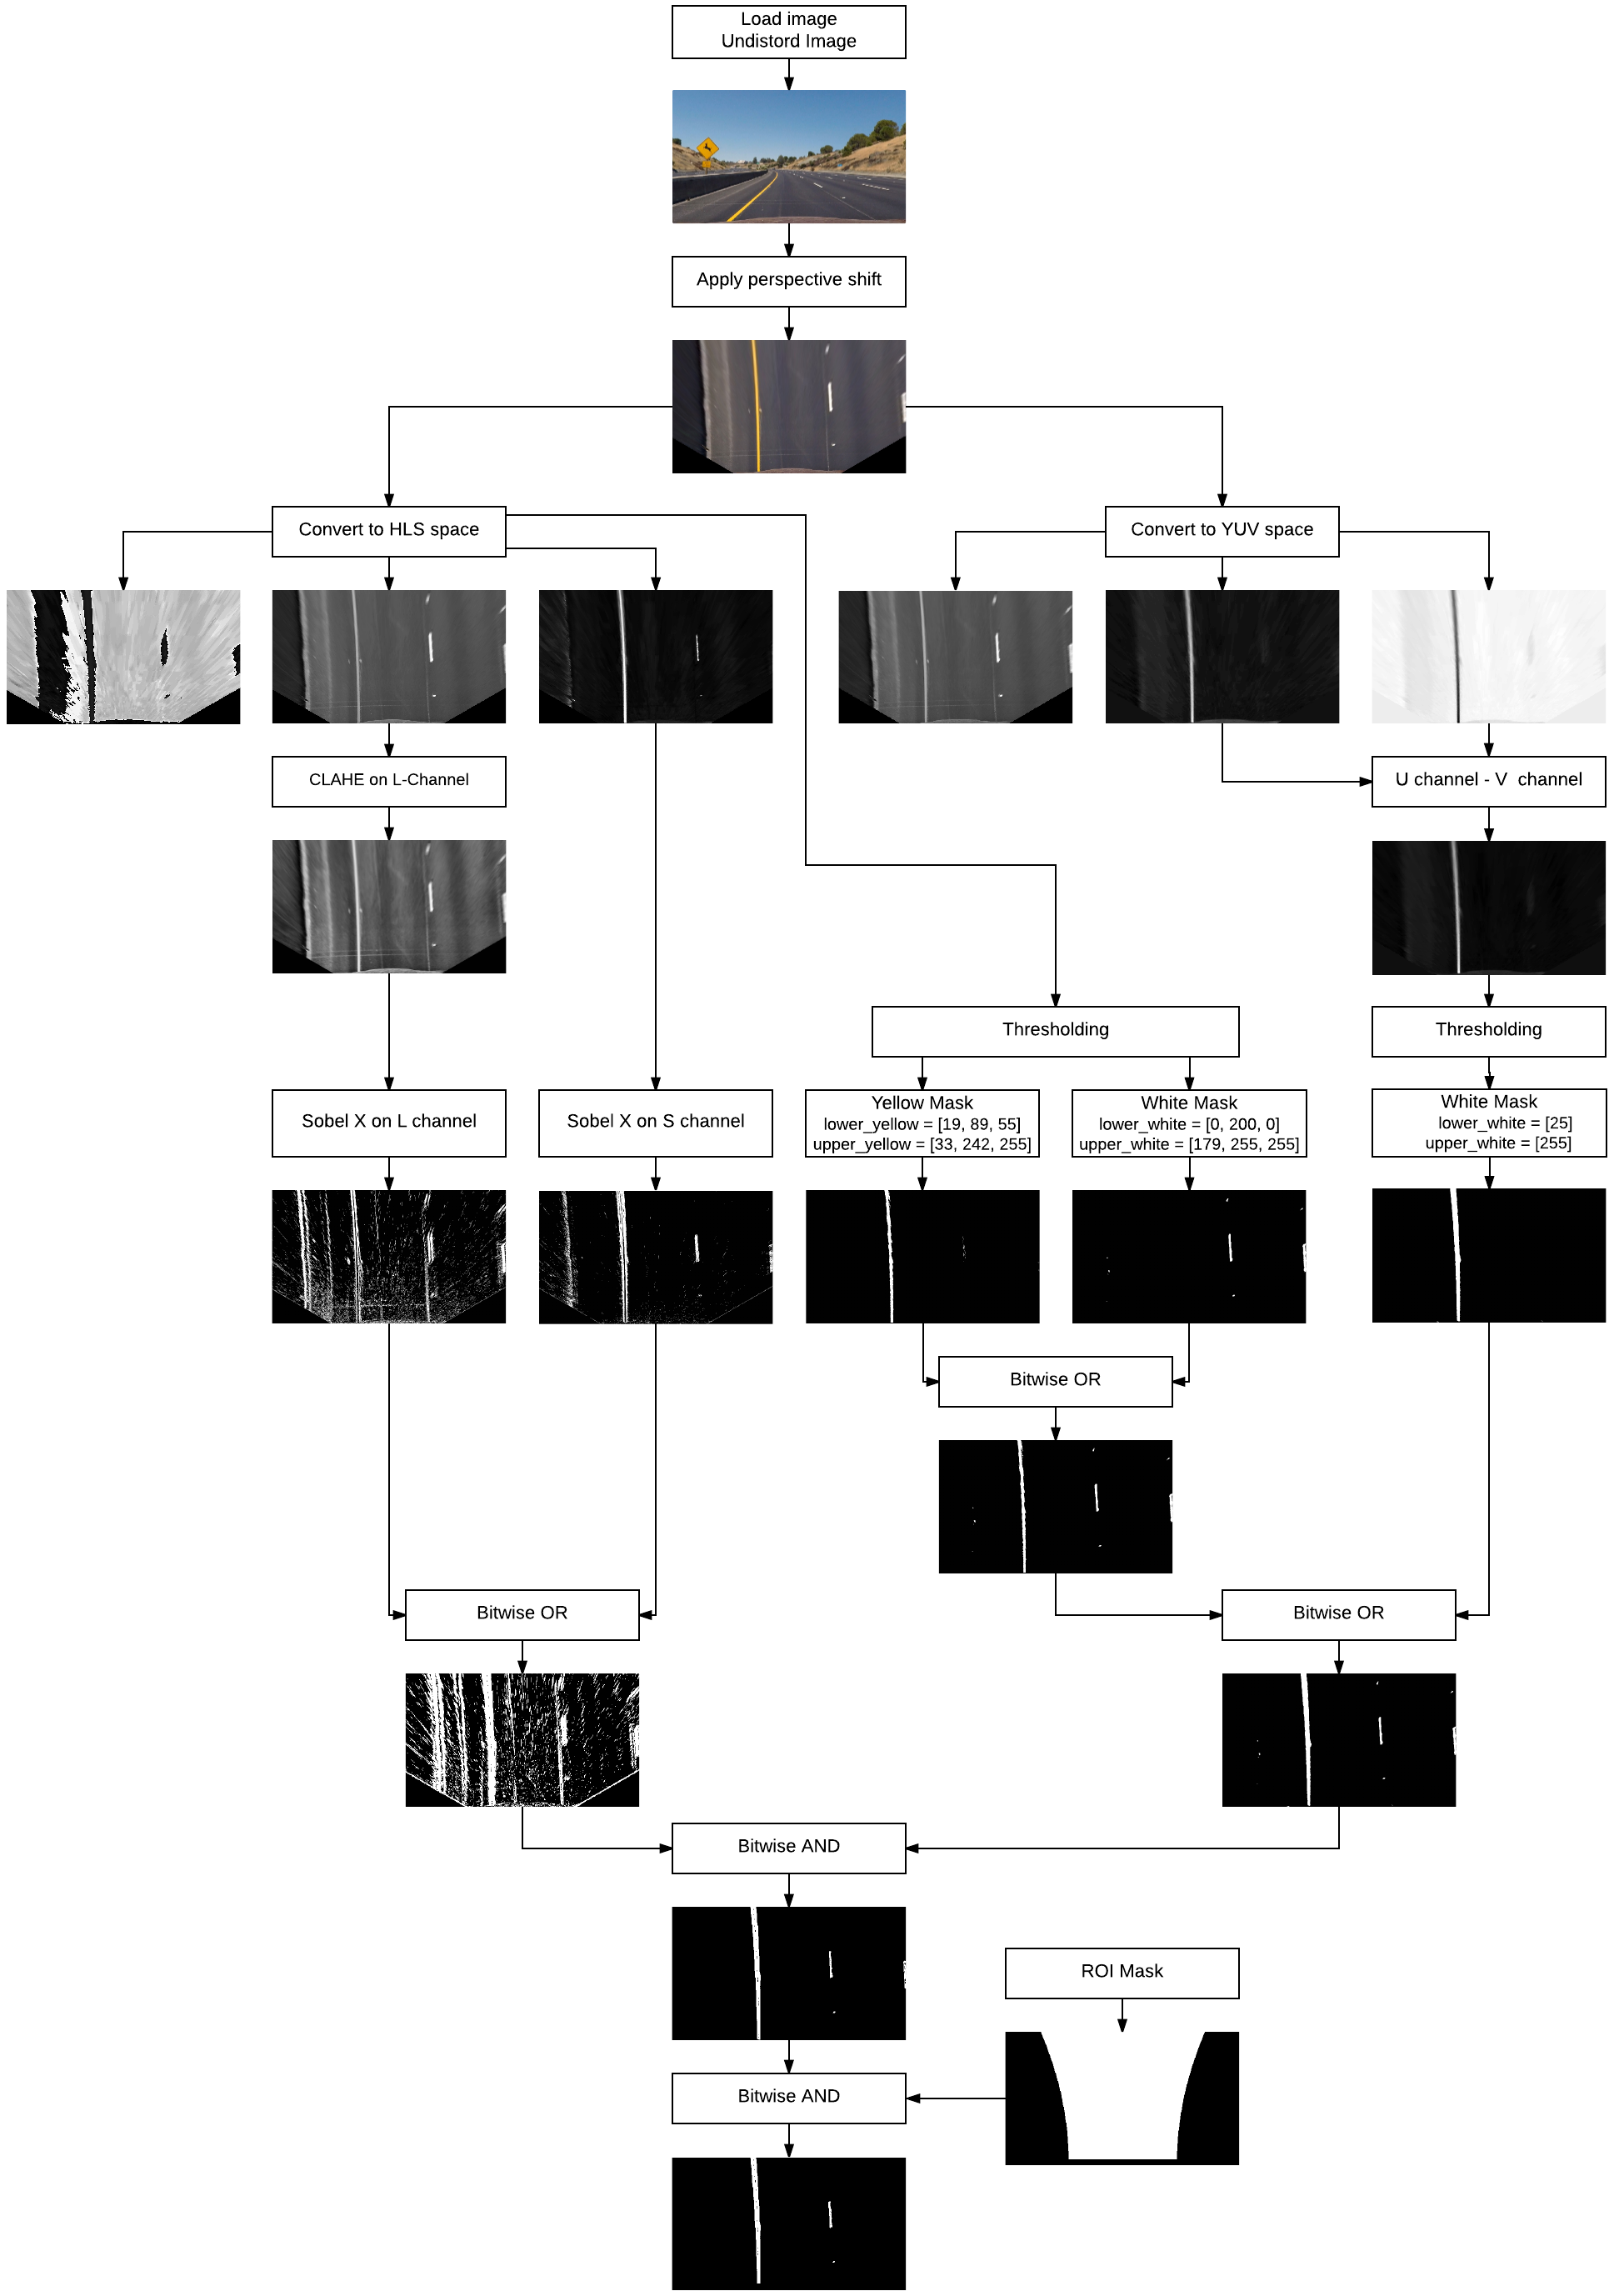 Load image
Undistord Image
Apply perspective shift
Convert to HLS space
Convert to YUV space
CLAHE on L-Channel
U channel - V  channel
Thresholding
Thresholding
Sobel X on L channel
Sobel X on S channel
Yellow Mask
lower_yellow = [19, 89, 55]
upper_yellow = [33, 242, 255]
White Mask
lower_white = [0, 200, 0]
upper_white = [179, 255, 255]
White Mask
lower_white = [25]
upper_white = [255]
Bitwise OR
Bitwise OR
Bitwise OR
Bitwise AND
ROI Mask
Bitwise AND